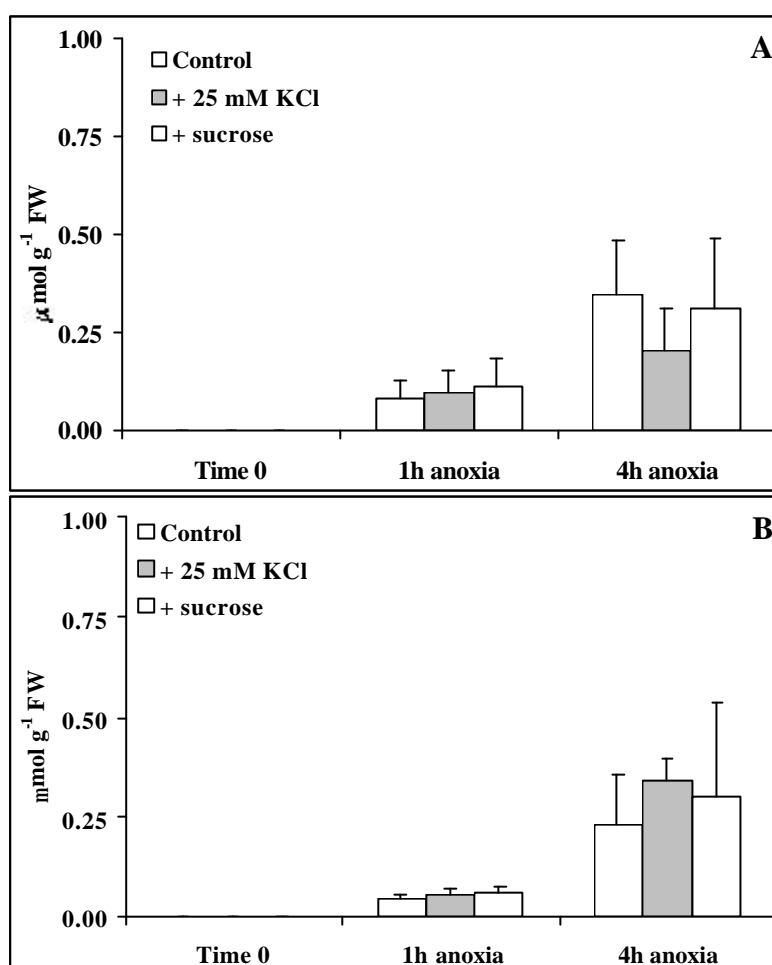 A
1.00
Control
+ 25 mM KCl
+ sucrose
0.75
0.50
0.25
0.00
μmol g⁻¹ FW
Time 0 1h anoxia 4h anoxia
B
1.00
Control
+ 25 mM KCl
+ sucrose
0.75
0.50
0.25
0.00
mmol g⁻¹ FW
Time 0 1h anoxia 4h anoxia